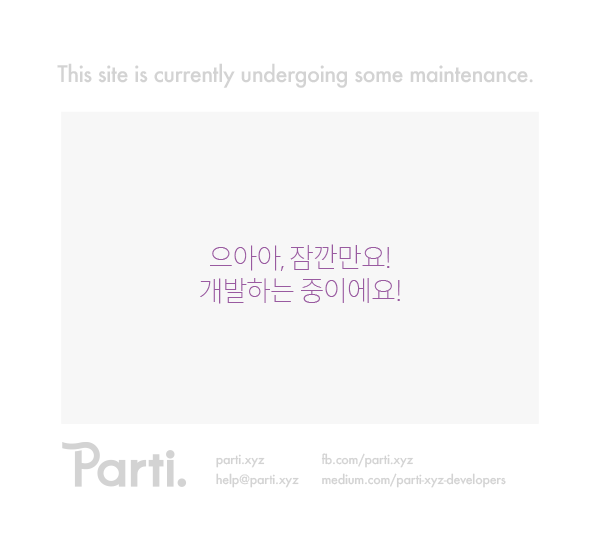 This site is currently undergoing some maintenance.
으아아, 잠깐만요!
개발하는 중이에요!
Parti.
parti.xyz
fb.com/parti.xyz
help@parti.xyz
medium.com/parti-xyz-developers